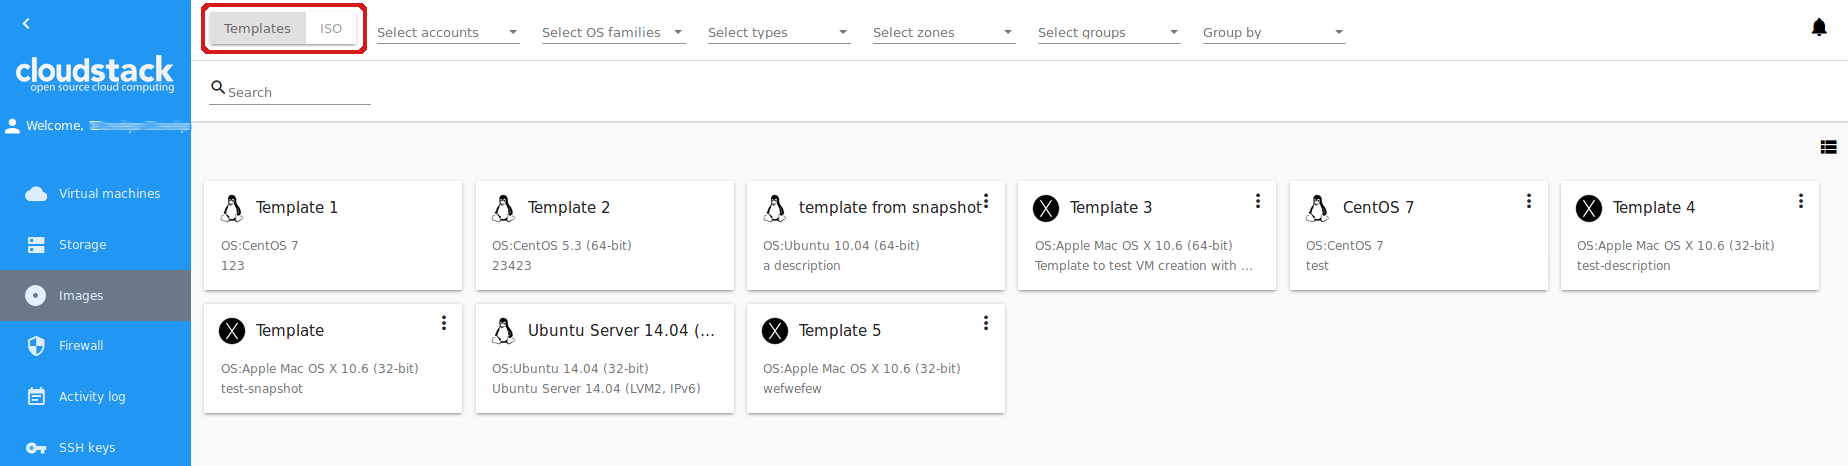 Templates ISO Select accounts Select OS families Select types Select zones Select groups Group by
cloudstack
open source cloud computing
Search
Welcome,
Virtual machines
Storage
Images
Firewall
Activity log
SSH keys
Template 1
OS:CentOS 7
123
Template 2
OS:CentOS 5.3 (64-bit)
23423
template from snapshot
OS:Ubuntu 10.04 (64-bit)
a description
Template 3
OS:Apple Mac OS X 10.6 (64-bit)
Template to test VM creation with ...
CentOS 7
OS:CentOS 7
test
Template 4
OS:Apple Mac OS X 10.6 (32-bit)
test-description
Template
OS:Apple Mac OS X 10.6 (32-bit)
test-snapshot
Ubuntu Server 14.04 (...
OS:Ubuntu 14.04 (32-bit)
Ubuntu Server 14.04 (LVM2, IPv6)
Template 5
OS:Apple Mac OS X 10.6 (32-bit)
wefwefew